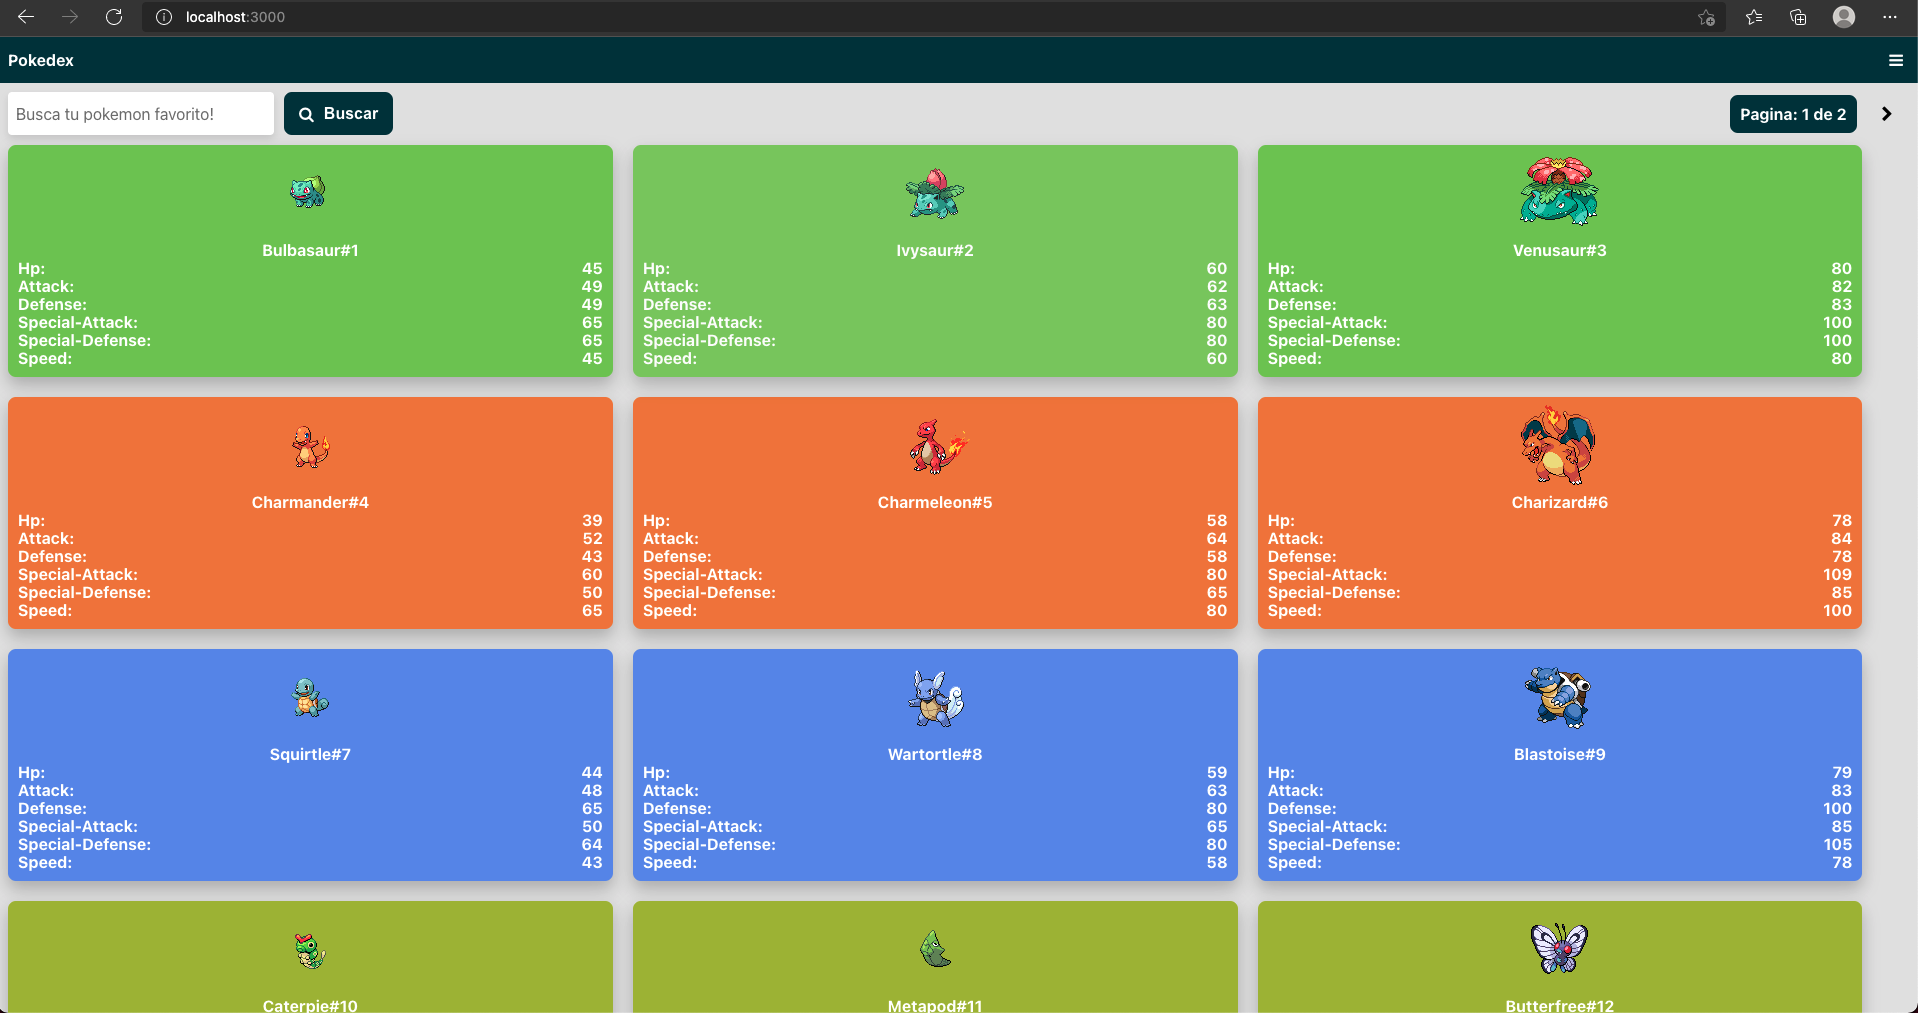 localhost:3000
Pokedex
Busca tu pokemon favorito!
Buscar
Pagina: 1 de 2
Bulbasaur#1
Hp: 45
Attack: 49
Defense: 49
Special-Attack: 65
Special-Defense: 65
Speed: 45
Ivysaur#2
Hp: 60
Attack: 62
Defense: 63
Special-Attack: 80
Special-Defense: 80
Speed: 60
Venusaur#3
Hp: 80
Attack: 82
Defense: 83
Special-Attack: 100
Special-Defense: 100
Speed: 80
Charmander#4
Hp: 39
Attack: 52
Defense: 43
Special-Attack: 60
Special-Defense: 50
Speed: 65
Charmeleon#5
Hp: 58
Attack: 64
Defense: 58
Special-Attack: 80
Special-Defense: 65
Speed: 80
Charizard#6
Hp: 78
Attack: 84
Defense: 78
Special-Attack: 109
Special-Defense: 85
Speed: 100
Squirtle#7
Hp: 44
Attack: 48
Defense: 65
Special-Attack: 50
Special-Defense: 64
Speed: 43
Wartortle#8
Hp: 59
Attack: 63
Defense: 80
Special-Attack: 65
Special-Defense: 80
Speed: 58
Blastoise#9
Hp: 79
Attack: 83
Defense: 100
Special-Attack: 85
Special-Defense: 105
Speed: 78
Caterpie#10
Metapod#11
Butterfree#12